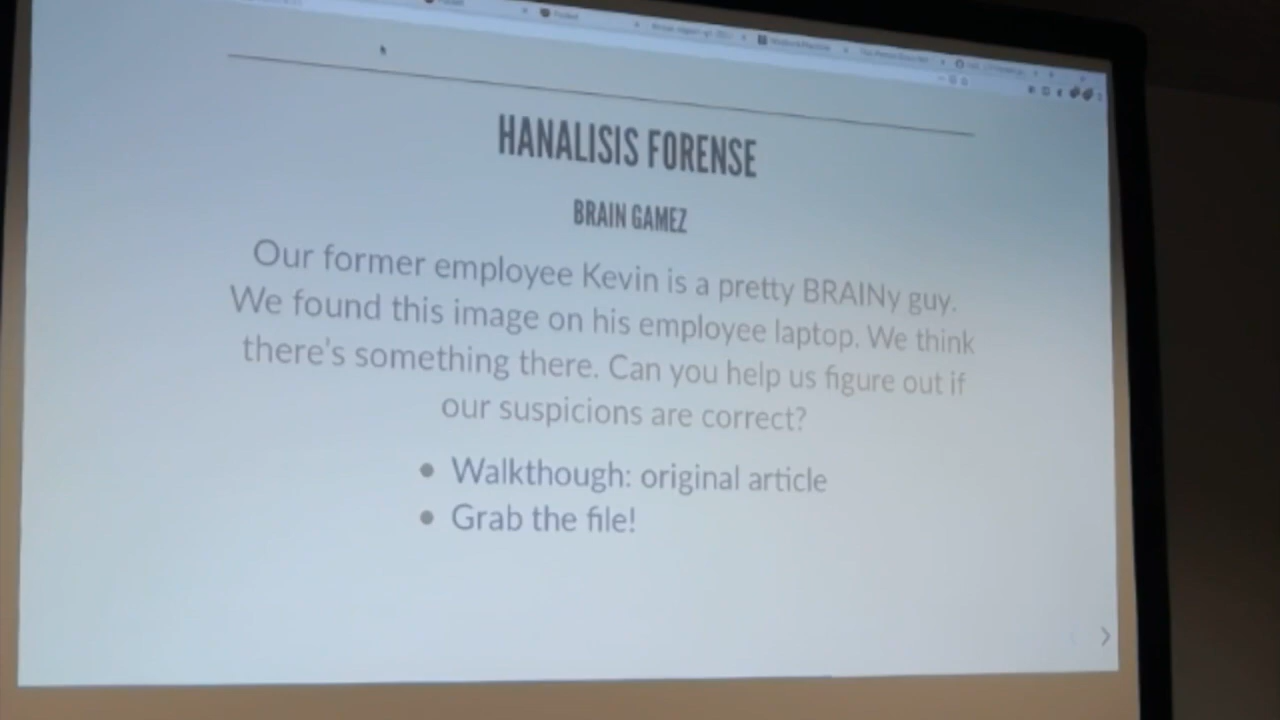 HANALISIS FORENSE
BRAIN GAMEZ
Our former employee Kevin is a pretty BRAINy guy.
We found this image on his employee laptop. We think
there's something there. Can you help us figure out if
our suspicions are correct?
• Walkthough: original article
• Grab the file!